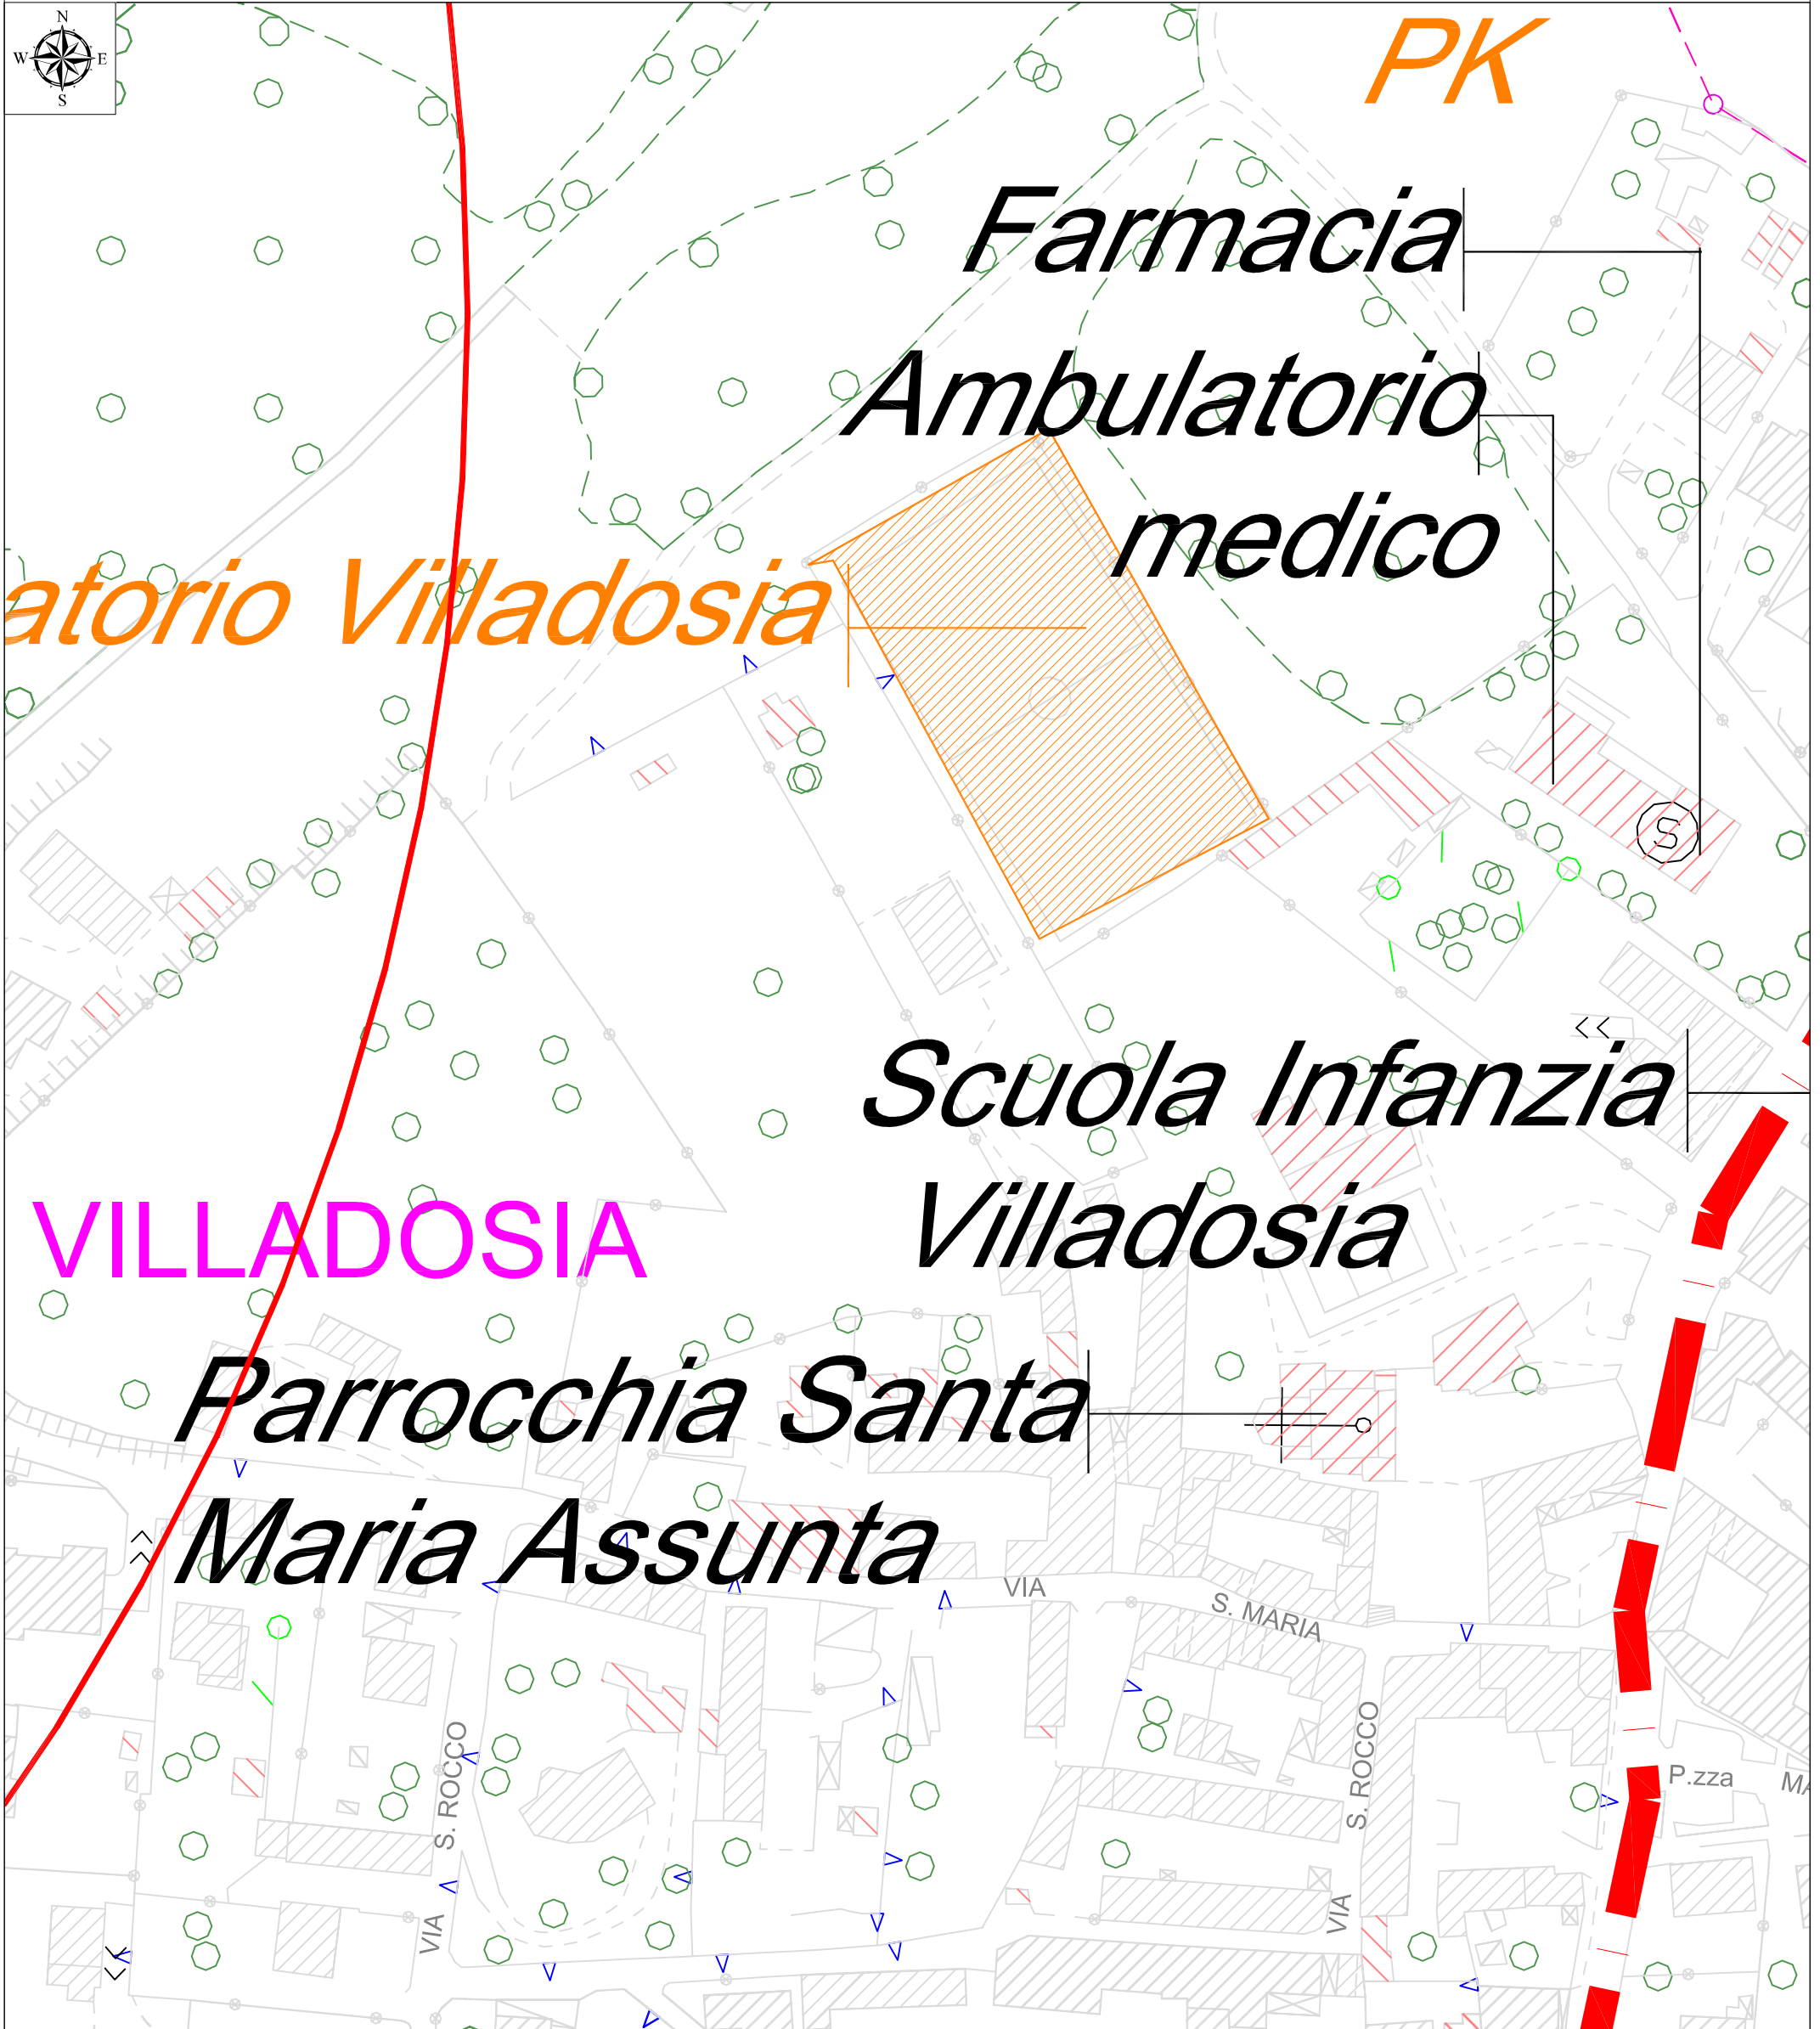 N
W E
S
PK
Farmacia
Ambulatorio
medico
atorio Villadosia
S
Scuola Infanzia
Villadosia
VILLADOSIA
Parrocchia Santa
Maria Assunta
VIA
S. MARIA
S. ROCCO
VIA
S. ROCCO
VIA
P.zza